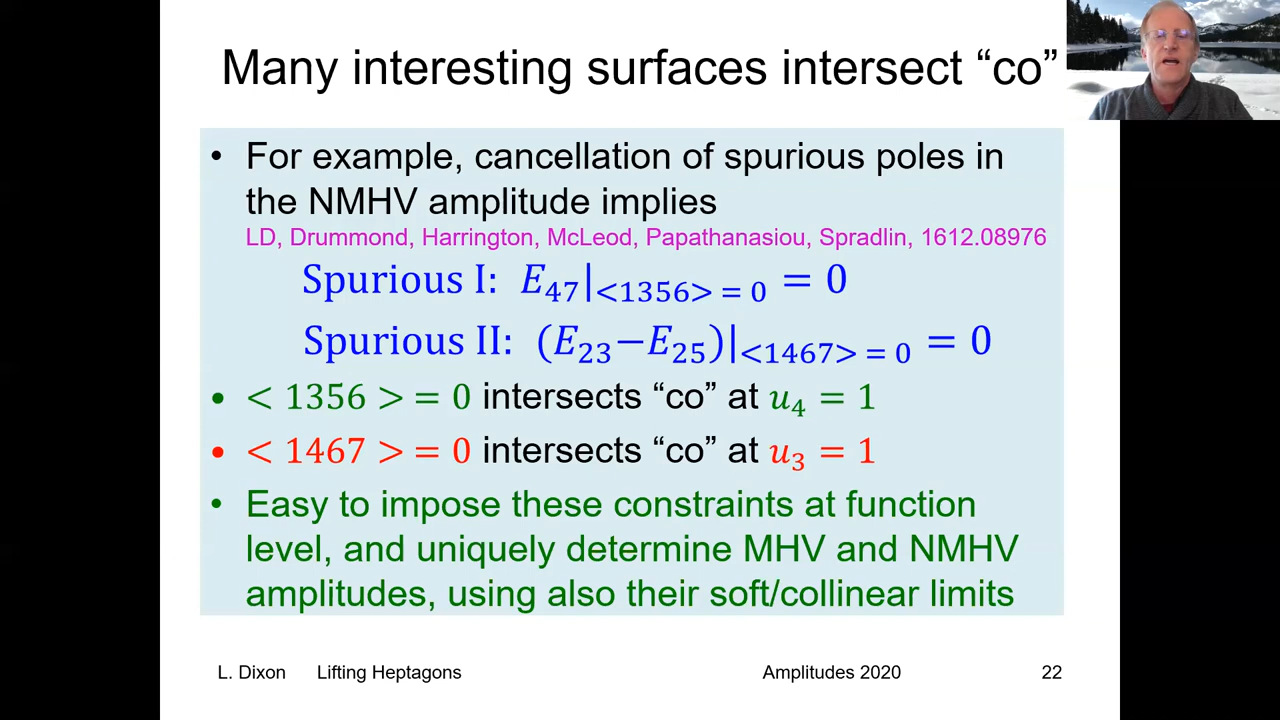 Many interesting surfaces intersect “co”
• For example, cancellation of spurious poles in
the NMHV amplitude implies
LD, Drummond, Harrington, McLeod, Papathanasiou, Spradlin, 1612.08976
Spurious I: E₄₇|<1356> = 0 = 0
Spurious II: (E₂₃−E₂₅)|<1467> = 0 = 0
• < 1356 > = 0 intersects “co” at u₄ = 1
• < 1467 > = 0 intersects “co” at u₃ = 1
• Easy to impose these constraints at function
level, and uniquely determine MHV and NMHV
amplitudes, using also their soft/collinear limits
L. Dixon Lifting Heptagons Amplitudes 2020 22